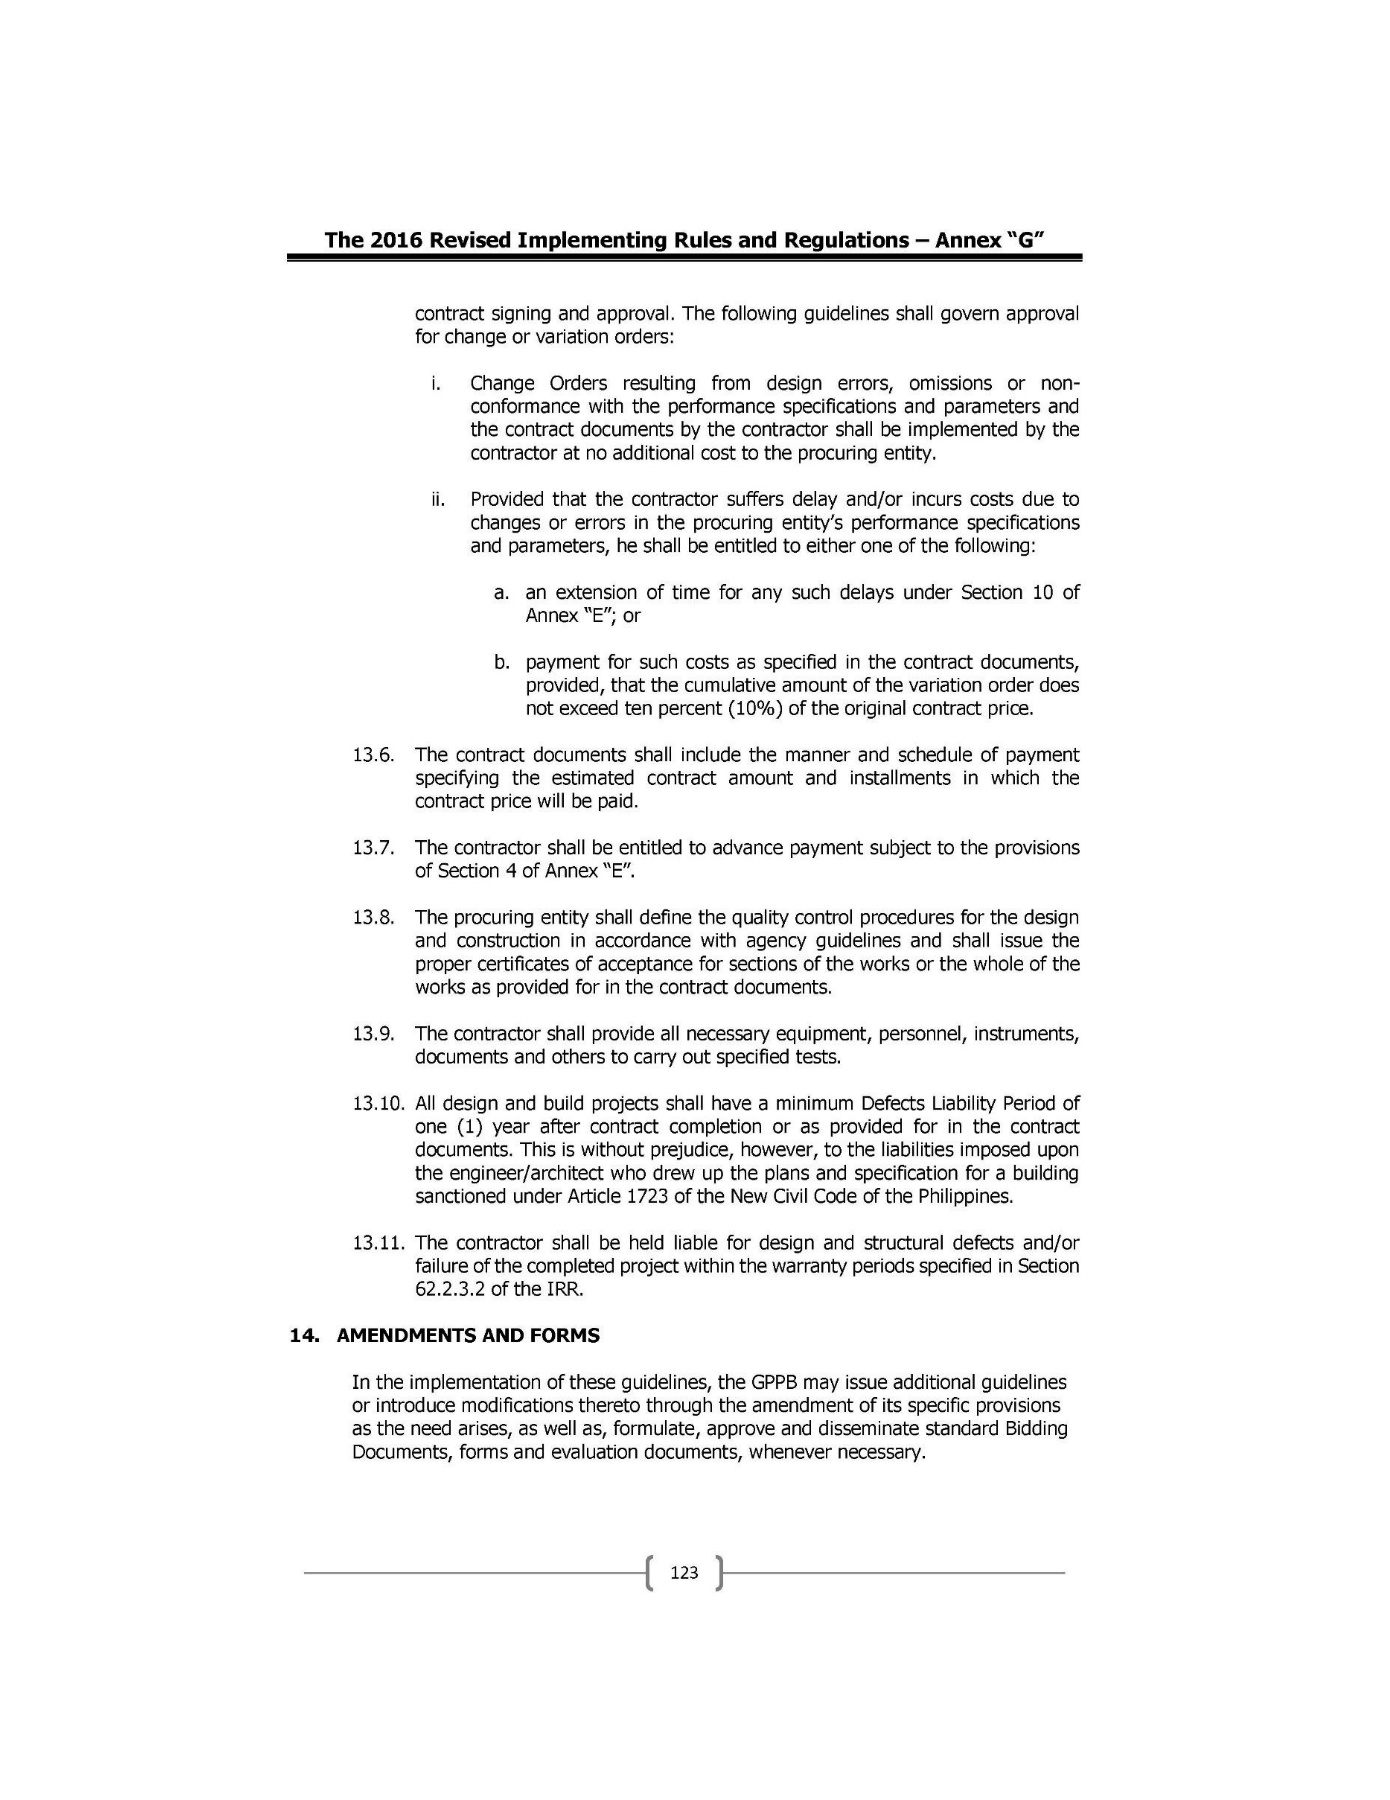 The 2016 Revised Implementing Rules and Regulations – Annex “G”
contract signing and approval. The following guidelines shall govern approval
for change or variation orders:
i. Change Orders resulting from design errors, omissions or non-
conformance with the performance specifications and parameters and
the contract documents by the contractor shall be implemented by the
contractor at no additional cost to the procuring entity.
ii. Provided that the contractor suffers delay and/or incurs costs due to
changes or errors in the procuring entity’s performance specifications
and parameters, he shall be entitled to either one of the following:
a. an extension of time for any such delays under Section 10 of
Annex “E”; or
b. payment for such costs as specified in the contract documents,
provided, that the cumulative amount of the variation order does
not exceed ten percent (10%) of the original contract price.
13.6. The contract documents shall include the manner and schedule of payment
specifying the estimated contract amount and installments in which the
contract price will be paid.
13.7. The contractor shall be entitled to advance payment subject to the provisions
of Section 4 of Annex “E”.
13.8. The procuring entity shall define the quality control procedures for the design
and construction in accordance with agency guidelines and shall issue the
proper certificates of acceptance for sections of the works or the whole of the
works as provided for in the contract documents.
13.9. The contractor shall provide all necessary equipment, personnel, instruments,
documents and others to carry out specified tests.
13.10. All design and build projects shall have a minimum Defects Liability Period of
one (1) year after contract completion or as provided for in the contract
documents. This is without prejudice, however, to the liabilities imposed upon
the engineer/architect who drew up the plans and specification for a building
sanctioned under Article 1723 of the New Civil Code of the Philippines.
13.11. The contractor shall be held liable for design and structural defects and/or
failure of the completed project within the warranty periods specified in Section
62.2.3.2 of the IRR.
14. AMENDMENTS AND FORMS
In the implementation of these guidelines, the GPPB may issue additional guidelines
or introduce modifications thereto through the amendment of its specific provisions
as the need arises, as well as, formulate, approve and disseminate standard Bidding
Documents, forms and evaluation documents, whenever necessary.
123